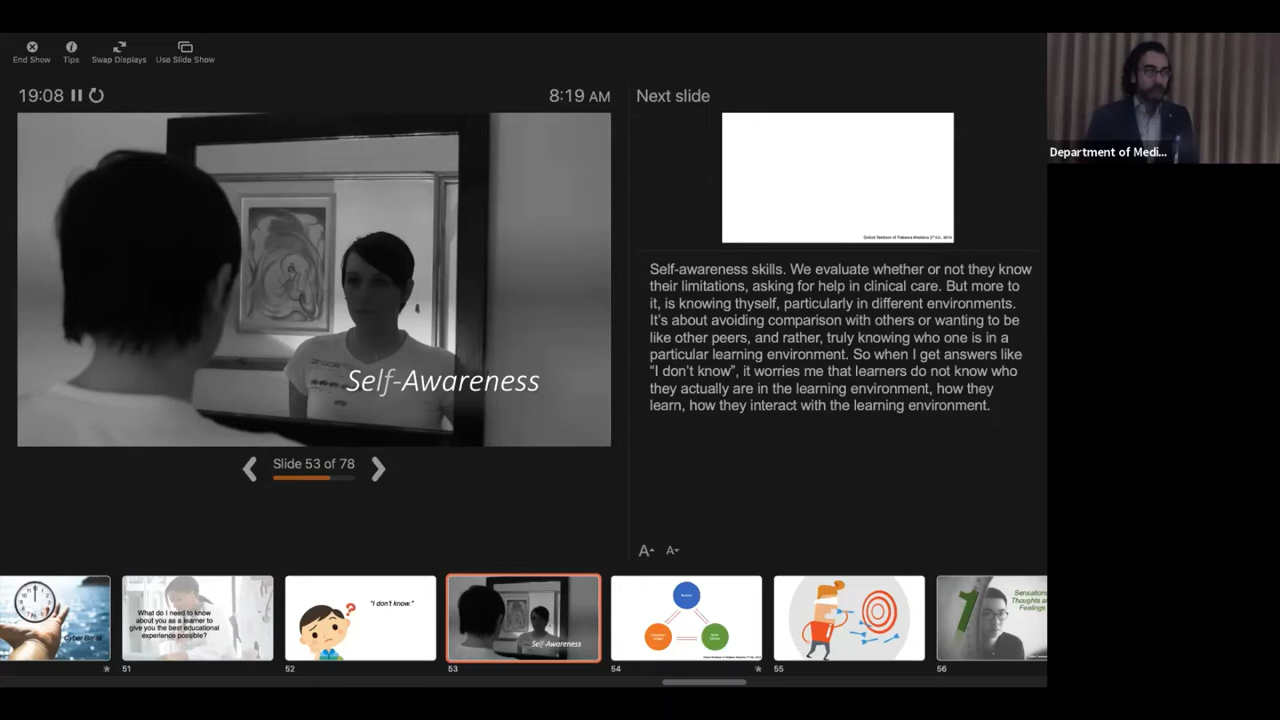 End Show
Tips
Swap Displays
Use Slide Show
19:08
8:19 AM
Next slide
Self-Awareness
Slide 53 of 78
Self-awareness skills. We evaluate whether or not they know
their limitations, asking for help in clinical care. But more to
it, is knowing thyself, particularly in different environments.
It's about avoiding comparison with others or wanting to be
like other peers, and rather, truly knowing who one is in a
particular learning environment. So when I get answers like
“I don't know”, it worries me that learners do not know who
they actually are in the learning environment, how they
learn, how they interact with the learning environment.
A
A
Department of Medi...
Cyber Break
What do I need to know
about you as a learner to
give you the best educational
experience possible?
51
"I don't know."
52
Self-Awareness
53
54
55
1
Sensations
Thoughts and
Feelings
56